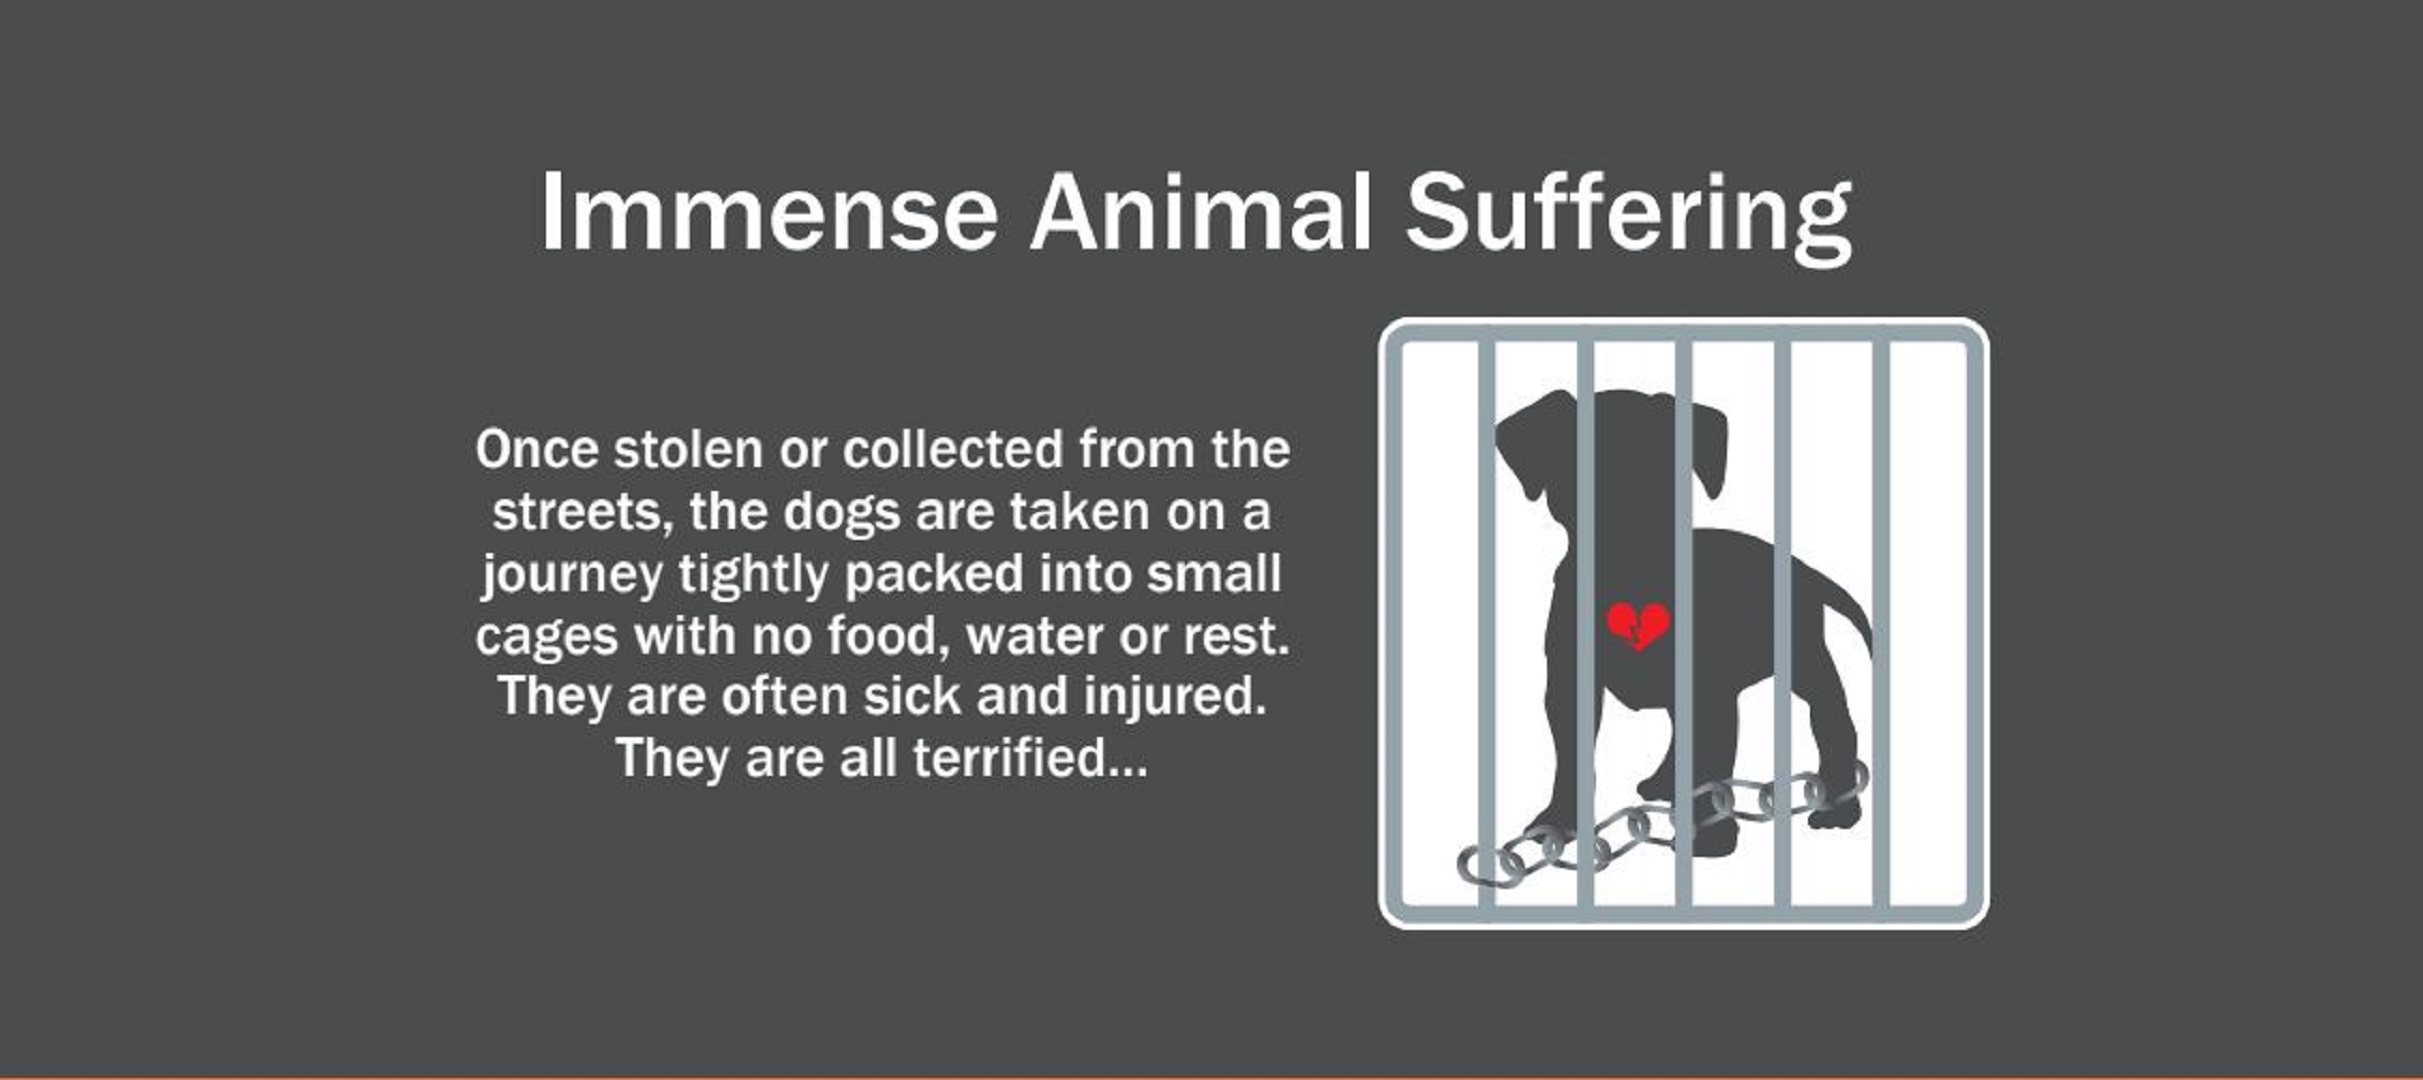 Immense Animal Suffering
Once stolen or collected from the
streets, the dogs are taken on a
journey tightly packed into small
cages with no food, water or rest.
They are often sick and injured.
They are all terrified...